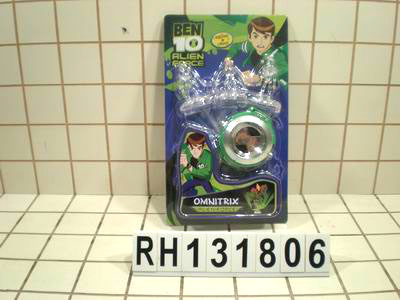 BEN
10
ALIEN
FORCE
OMNITRIX
RH131806